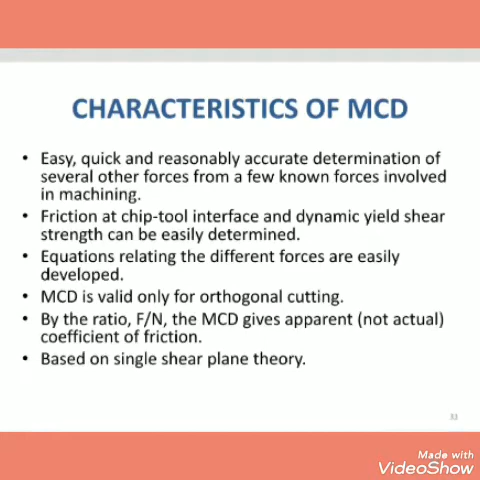 CHARACTERISTICS OF MCD
• Easy, quick and reasonably accurate determination of
several other forces from a few known forces involved
in machining.
• Friction at chip-tool interface and dynamic yield shear
strength can be easily determined.
• Equations relating the different forces are easily
developed.
• MCD is valid only for orthogonal cutting.
• By the ratio, F/N, the MCD gives apparent (not actual)
coefficient of friction.
• Based on single shear plane theory.
33
Made with
VideoShow